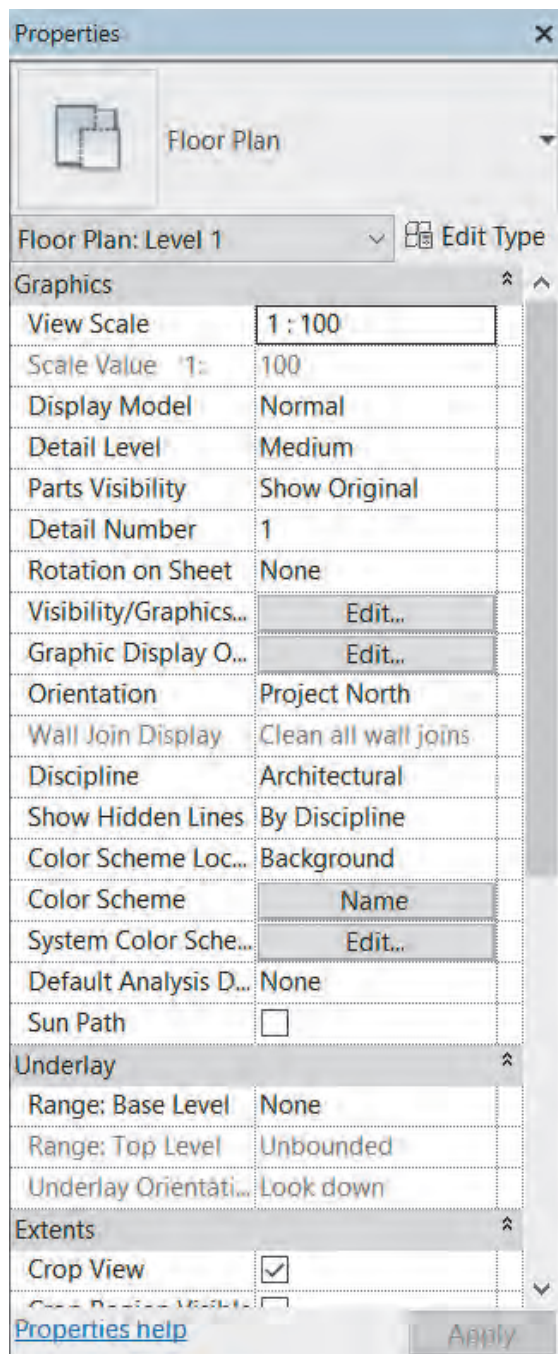 Properties
Floor Plan
Floor Plan: Level 1 Edit Type
Graphics
View Scale 1 : 100
Scale Value 1: 100
Display Model Normal
Detail Level Medium
Parts Visibility Show Original
Detail Number 1
Rotation on Sheet None
Visibility/Graphics... Edit...
Graphic Display O... Edit...
Orientation Project North
Wall Join Display Clean all wall joins
Discipline Architectural
Show Hidden Lines By Discipline
Color Scheme Loc... Background
Color Scheme Name
System Color Sche... Edit...
Default Analysis D... None
Sun Path
Underlay
Range: Base Level None
Range: Top Level Unbounded
Underlay Orientati... Look down
Extents
Crop View
Properties help Apply